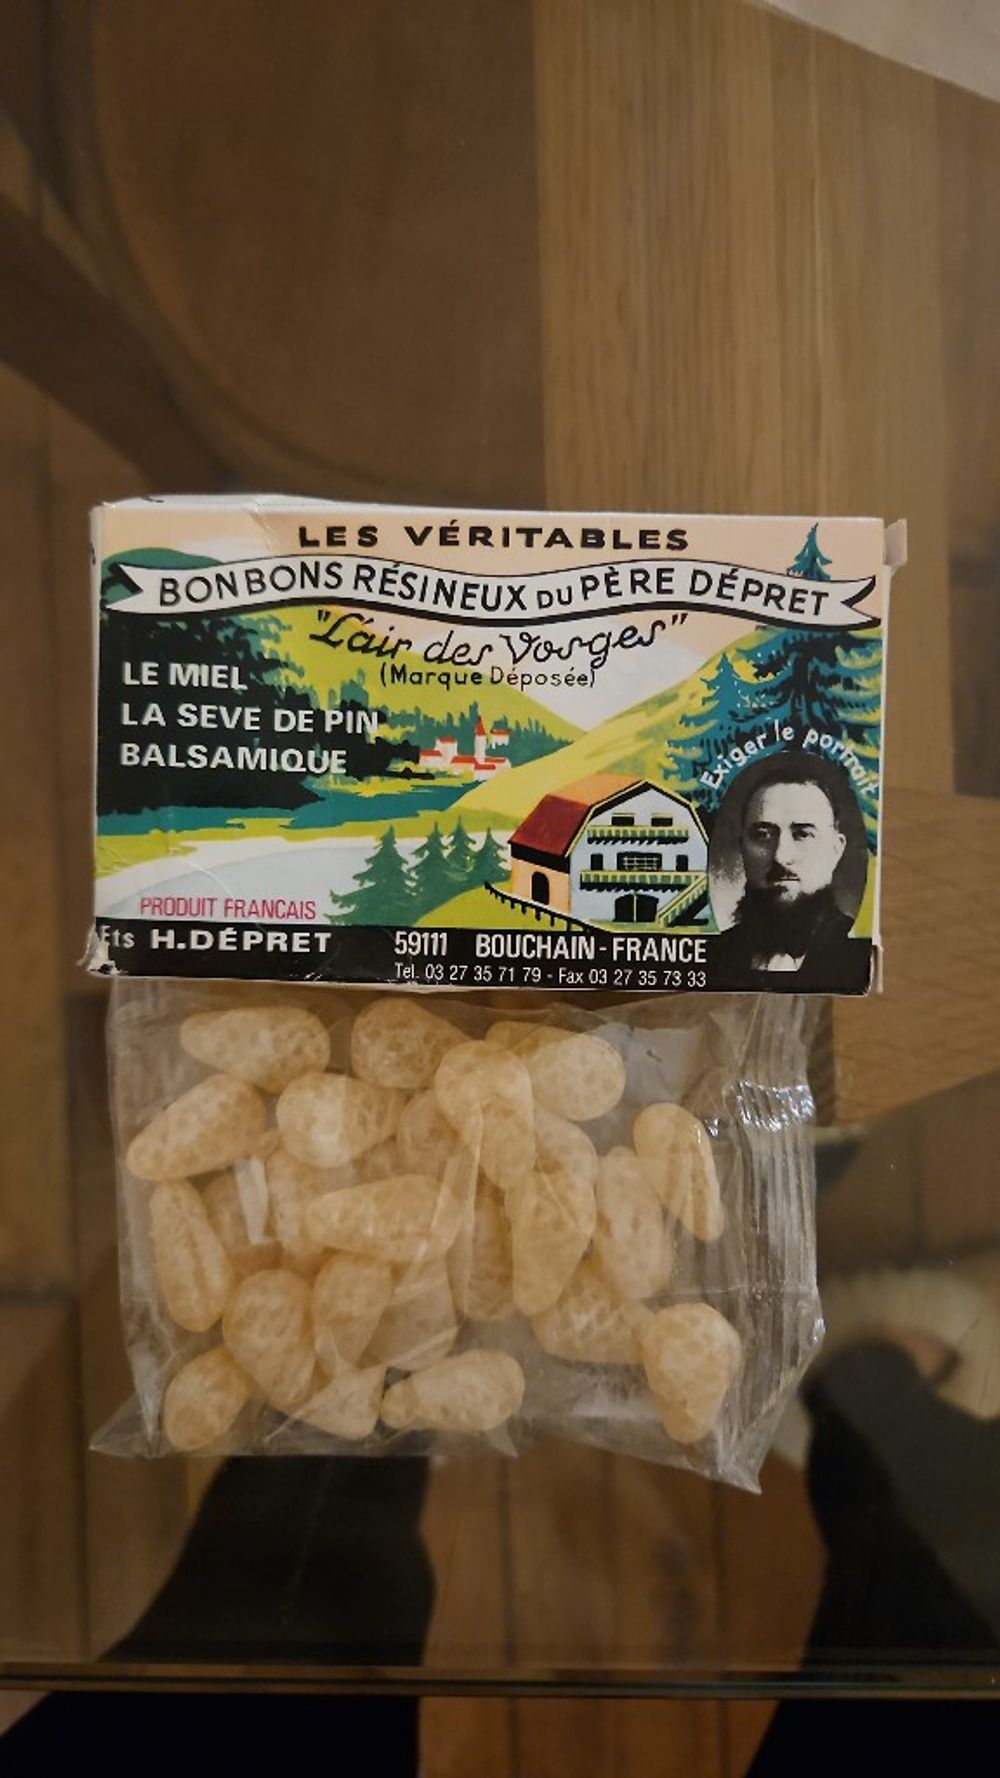 LES VÉRITABLES
BONBONS RÉSINEUX DU PÈRE DÉPRET
"L'air des Vosges"
(Marque Déposée)
LE MIEL
LA SEVE DE PIN
BALSAMIQUE
Exiger le portrait
PRODUIT FRANCAIS
Ets H.DÉPRET 59111 BOUCHAIN-FRANCE
Tel. 03 27 35 71 79 - Fax 03 27 35 73 33